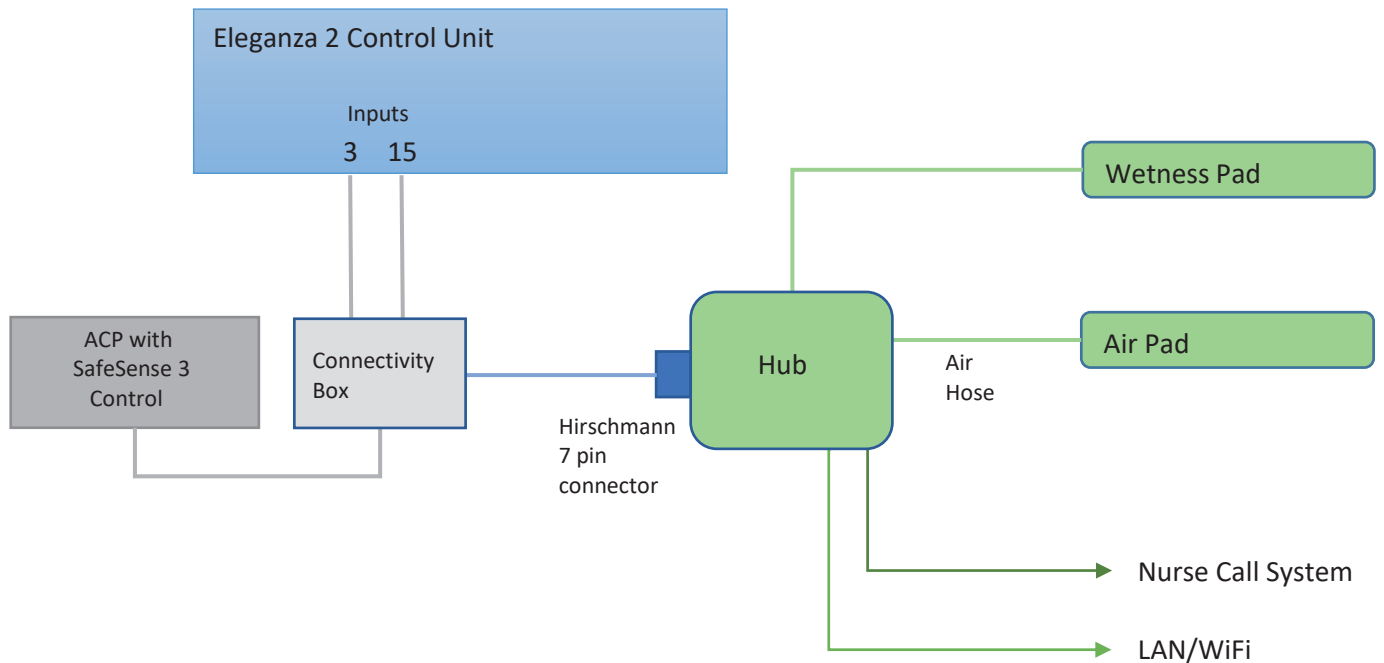 Eleganza 2 Control Unit
Inputs
3 15
Wetness Pad
ACP with
SafeSense 3
Control
Connectivity
Box
Hub
Air Pad
Air
Hose
Hirschmann
7 pin
connector
Nurse Call System
LAN/WiFi